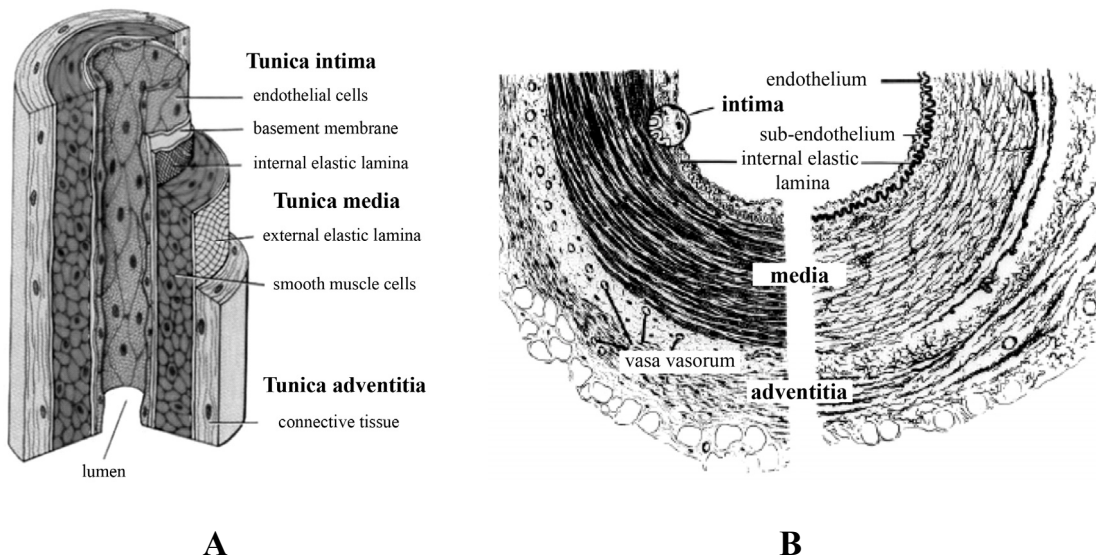 Tunica intima
endothelial cells
basement membrane
internal elastic lamina
Tunica media
external elastic lamina
smooth muscle cells
Tunica adventitia
connective tissue
lumen
A
endothelium
intima
sub-endothelium
internal elastic
lamina
media
vasa vasorum
adventitia
B